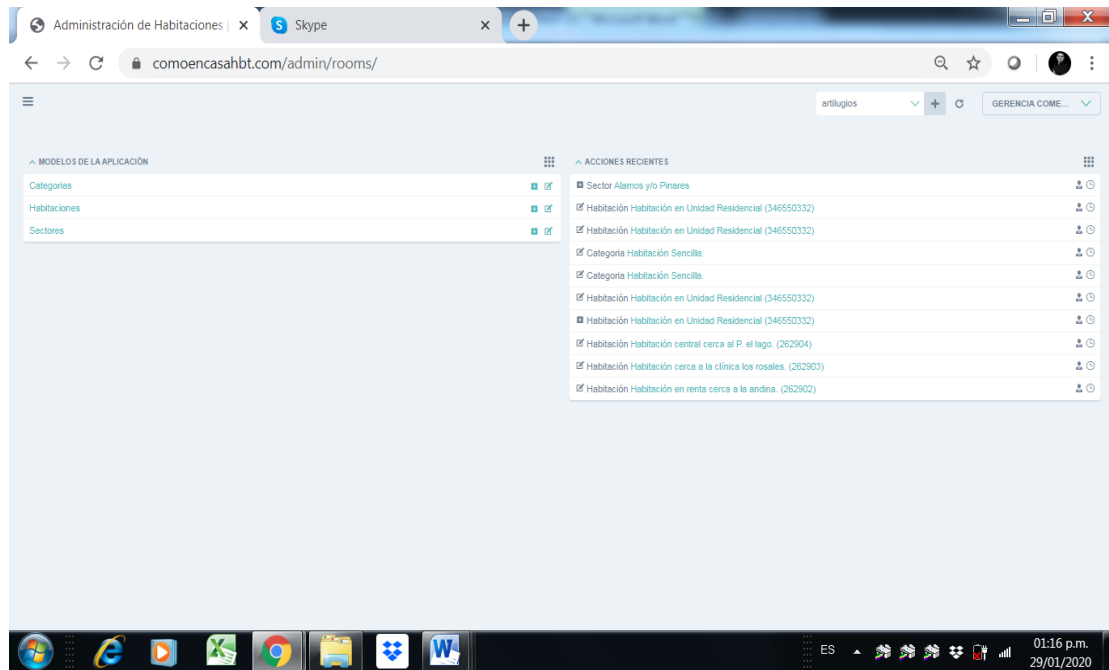 Administración de Habitaciones |
Skype
comoencasahbt.com/admin/rooms/
artilugios
GERENCIA COME...
MODELOS DE LA APLICACIÓN
Categorias
Habitaciones
Sectores
ACCIONES RECIENTES
Sector Alamos y/o Pinares
Habitación Habitación en Unidad Residencial (346550332)
Habitación Habitación en Unidad Residencial (346550332)
Categoria Habitación Sencilla.
Categoria Habitación Sencilla.
Habitación Habitación en Unidad Residencial (346550332)
Habitación Habitación en Unidad Residencial (346550332)
Habitación Habitación central cerca al P. el lago. (262904)
Habitación Habitación cerca a la clínica los rosales. (262903)
Habitación Habitación en renta cerca a la andina. (262902)
ES
01:16 p.m.
29/01/2020